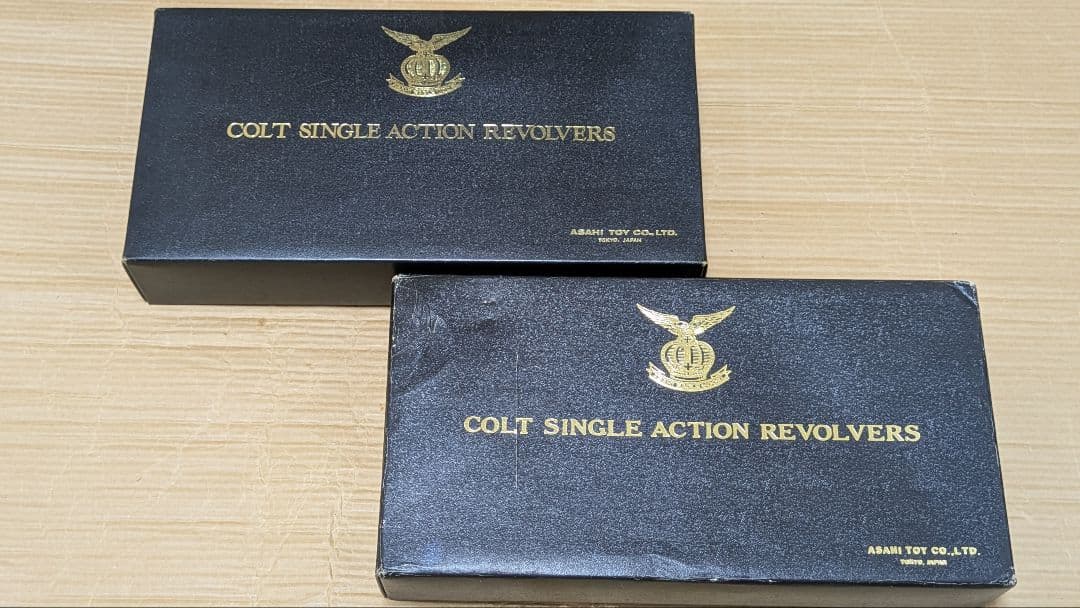 COLT SINGLE ACTION REVOLVERS
ASAHI TOY CO.,LTD.
TOKYO, JAPAN
COLT SINGLE ACTION REVOLVERS
ASAHI TOY CO.,LTD.
TOKYO, JAPAN